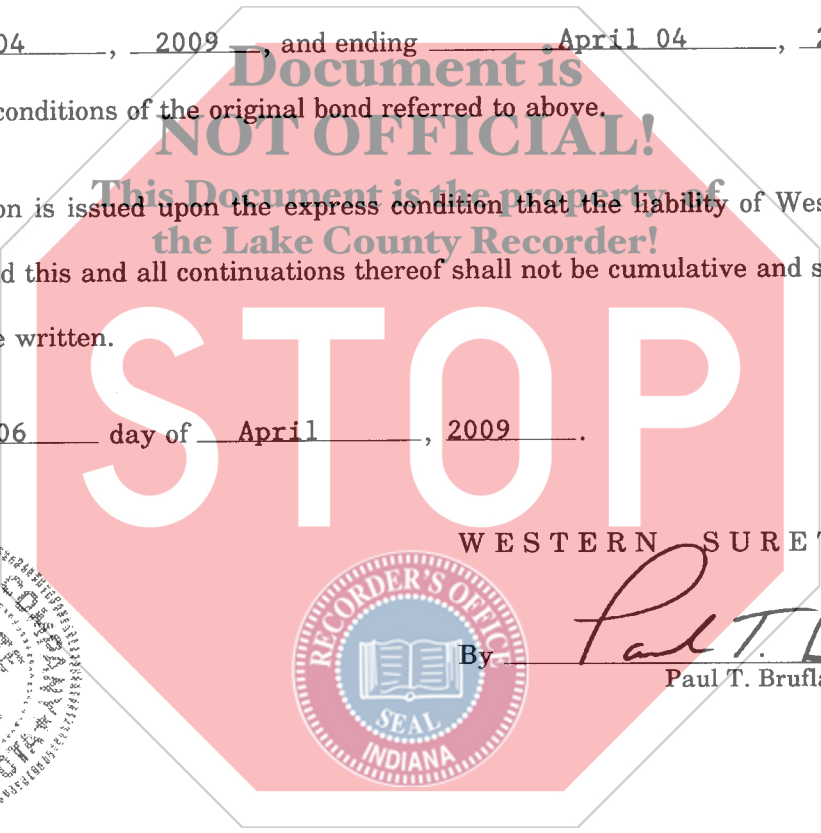 04 , 2009 , and ending April 04 ,
Document is
conditions of the original bond referred to above.
NOT OFFICIAL!
This Document is the property of
on is issued upon the express condition that the liability of Wes
the Lake County Recorder!
d this and all continuations thereof shall not be cumulative and s
e written.
STOP
06 day of April , 2009 .
WESTERN SURET
COMPANY
RECORDER'S OFFICE
SEAL
INDIANA
By Paul T.
Paul T. Brufla